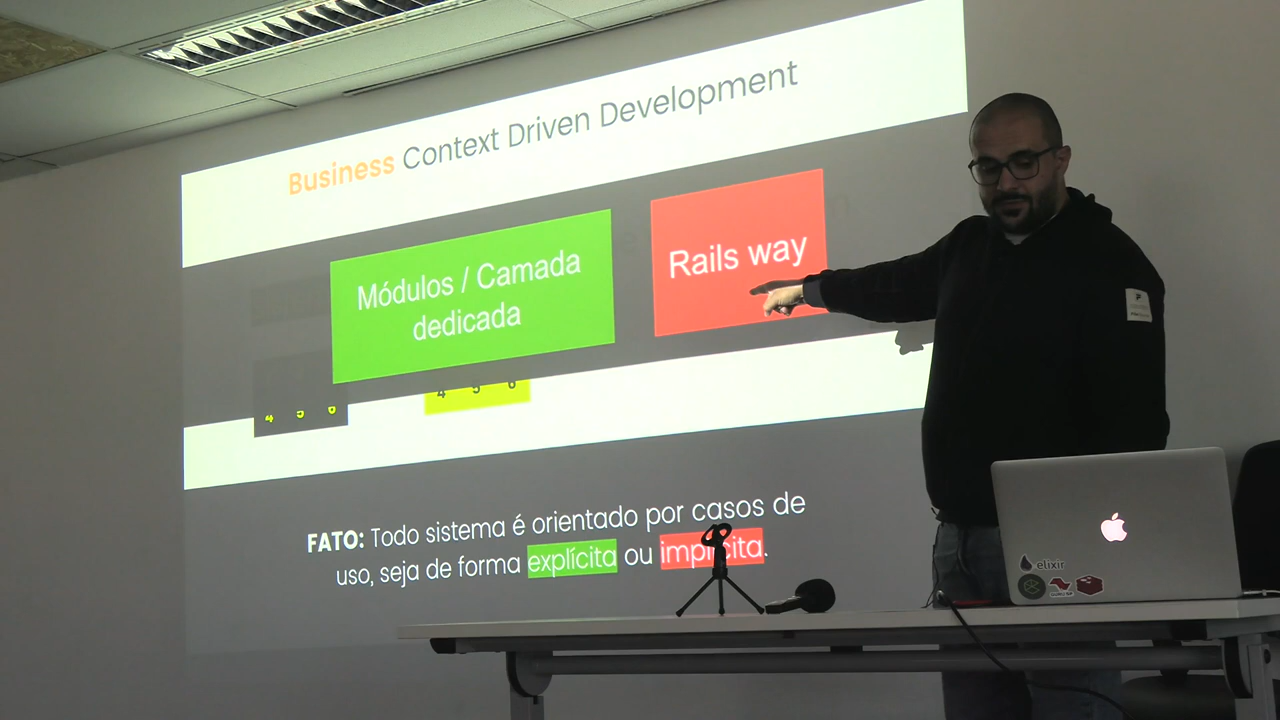 Business Context Driven Development
Módulos / Camada
dedicada
Rails way
4 5 6
4 5 6
FATO: Todo sistema é orientado por casos de
uso, seja de forma explícita ou implícita.
elixir